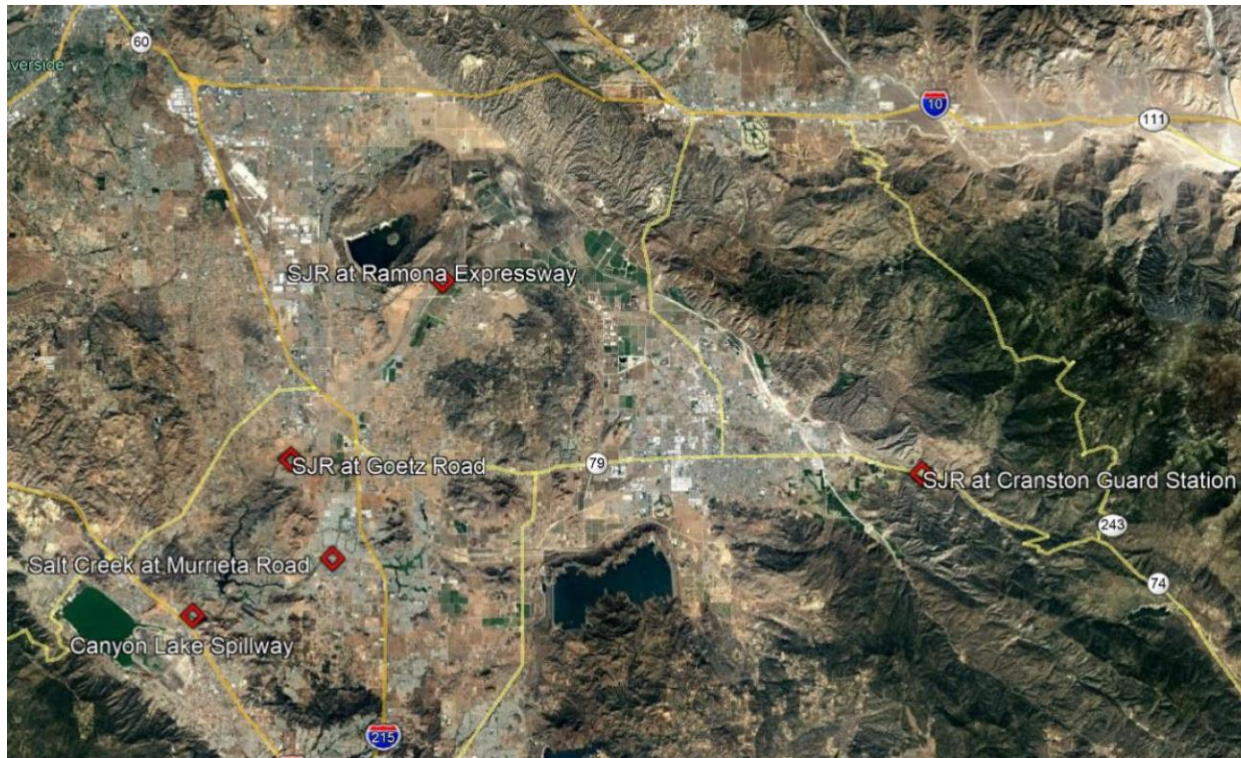 60
verside
10
111
SJR at Ramona Expressway
SJR at Goetz Road
79
SJR at Cranston Guard Station
243
Salt Creek at Murrieta Road
74
Canyon Lake Spillway
215